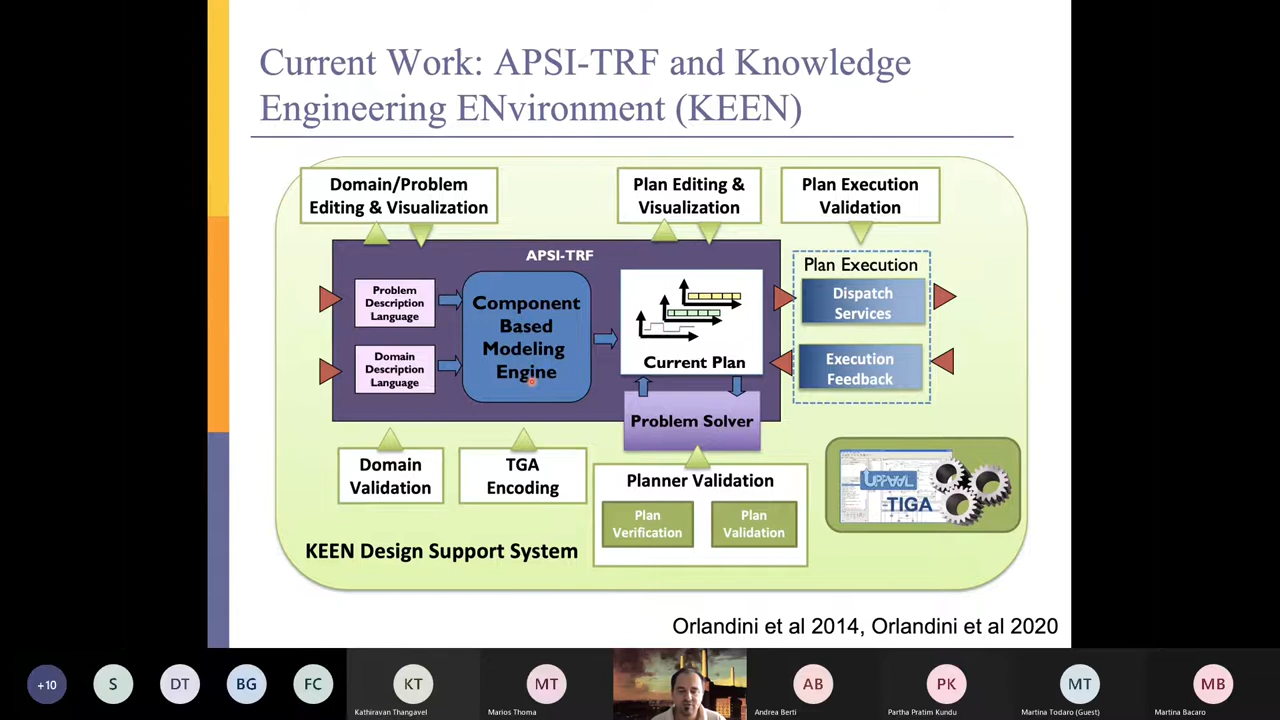 Current Work: APSI-TRF and Knowledge
Engineering ENvironment (KEEN)
Domain/Problem
Editing & Visualization
Plan Editing &
Visualization
Plan Execution
Validation
APSI-TRF
Plan Execution
Problem
Description
Language
Domain
Description
Language
Component
Based
Modeling
Engine
Current Plan
Dispatch
Services
Execution
Feedback
Problem Solver
Domain
Validation
TGA
Encoding
Planner Validation
Plan
Verification
Plan
Validation
UPPAAL
TIGA
KEEN Design Support System
Orlandini et al 2014, Orlandini et al 2020
+10
S
DT
BG
FC
KT
Kathiravan Thangavel
MT
Marios Thoma
AB
Andrea Berti
PK
Partha Pratim Kundu
MT
Martina Todaro (Guest)
MB
Martina Bacaro